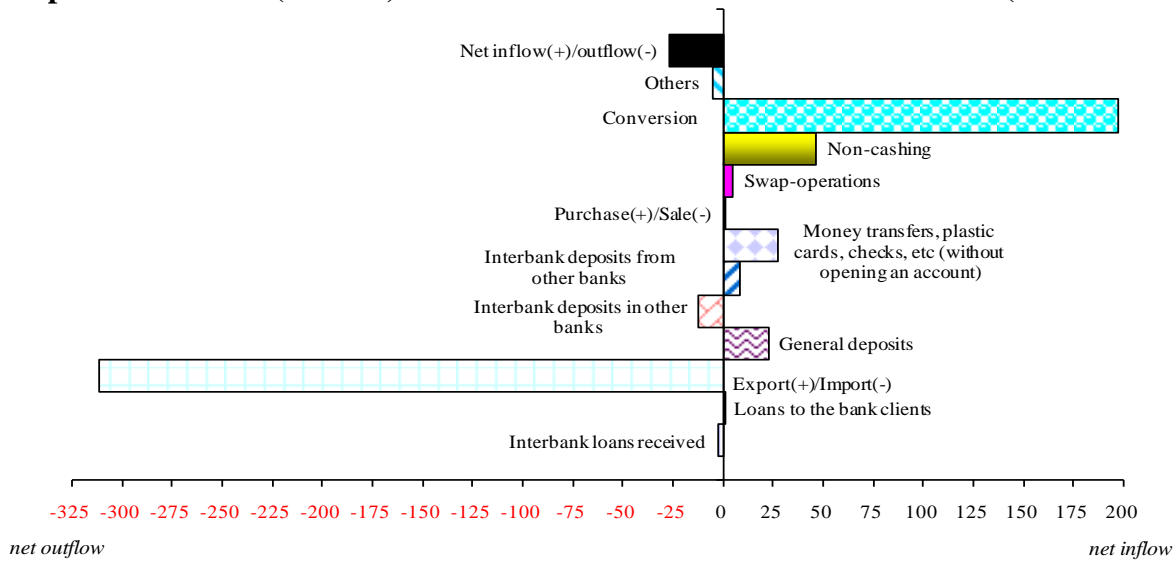 Net inflow(+)/outflow(-)
Others
Conversion
Non-cashing
Swap-operations
Purchase(+)/Sale(-)
Money transfers, plastic
cards, checks, etc (without
opening an account)
Interbank deposits from
other banks
Interbank deposits in other
banks
General deposits
Export(+)/Import(-)
Loans to the bank clients
Interbank loans received
-325 -300 -275 -250 -225 -200 -175 -150 -125 -100 -75 -50 -25 0 25 50 75 100 125 150 175 200
net outflow
net inflow